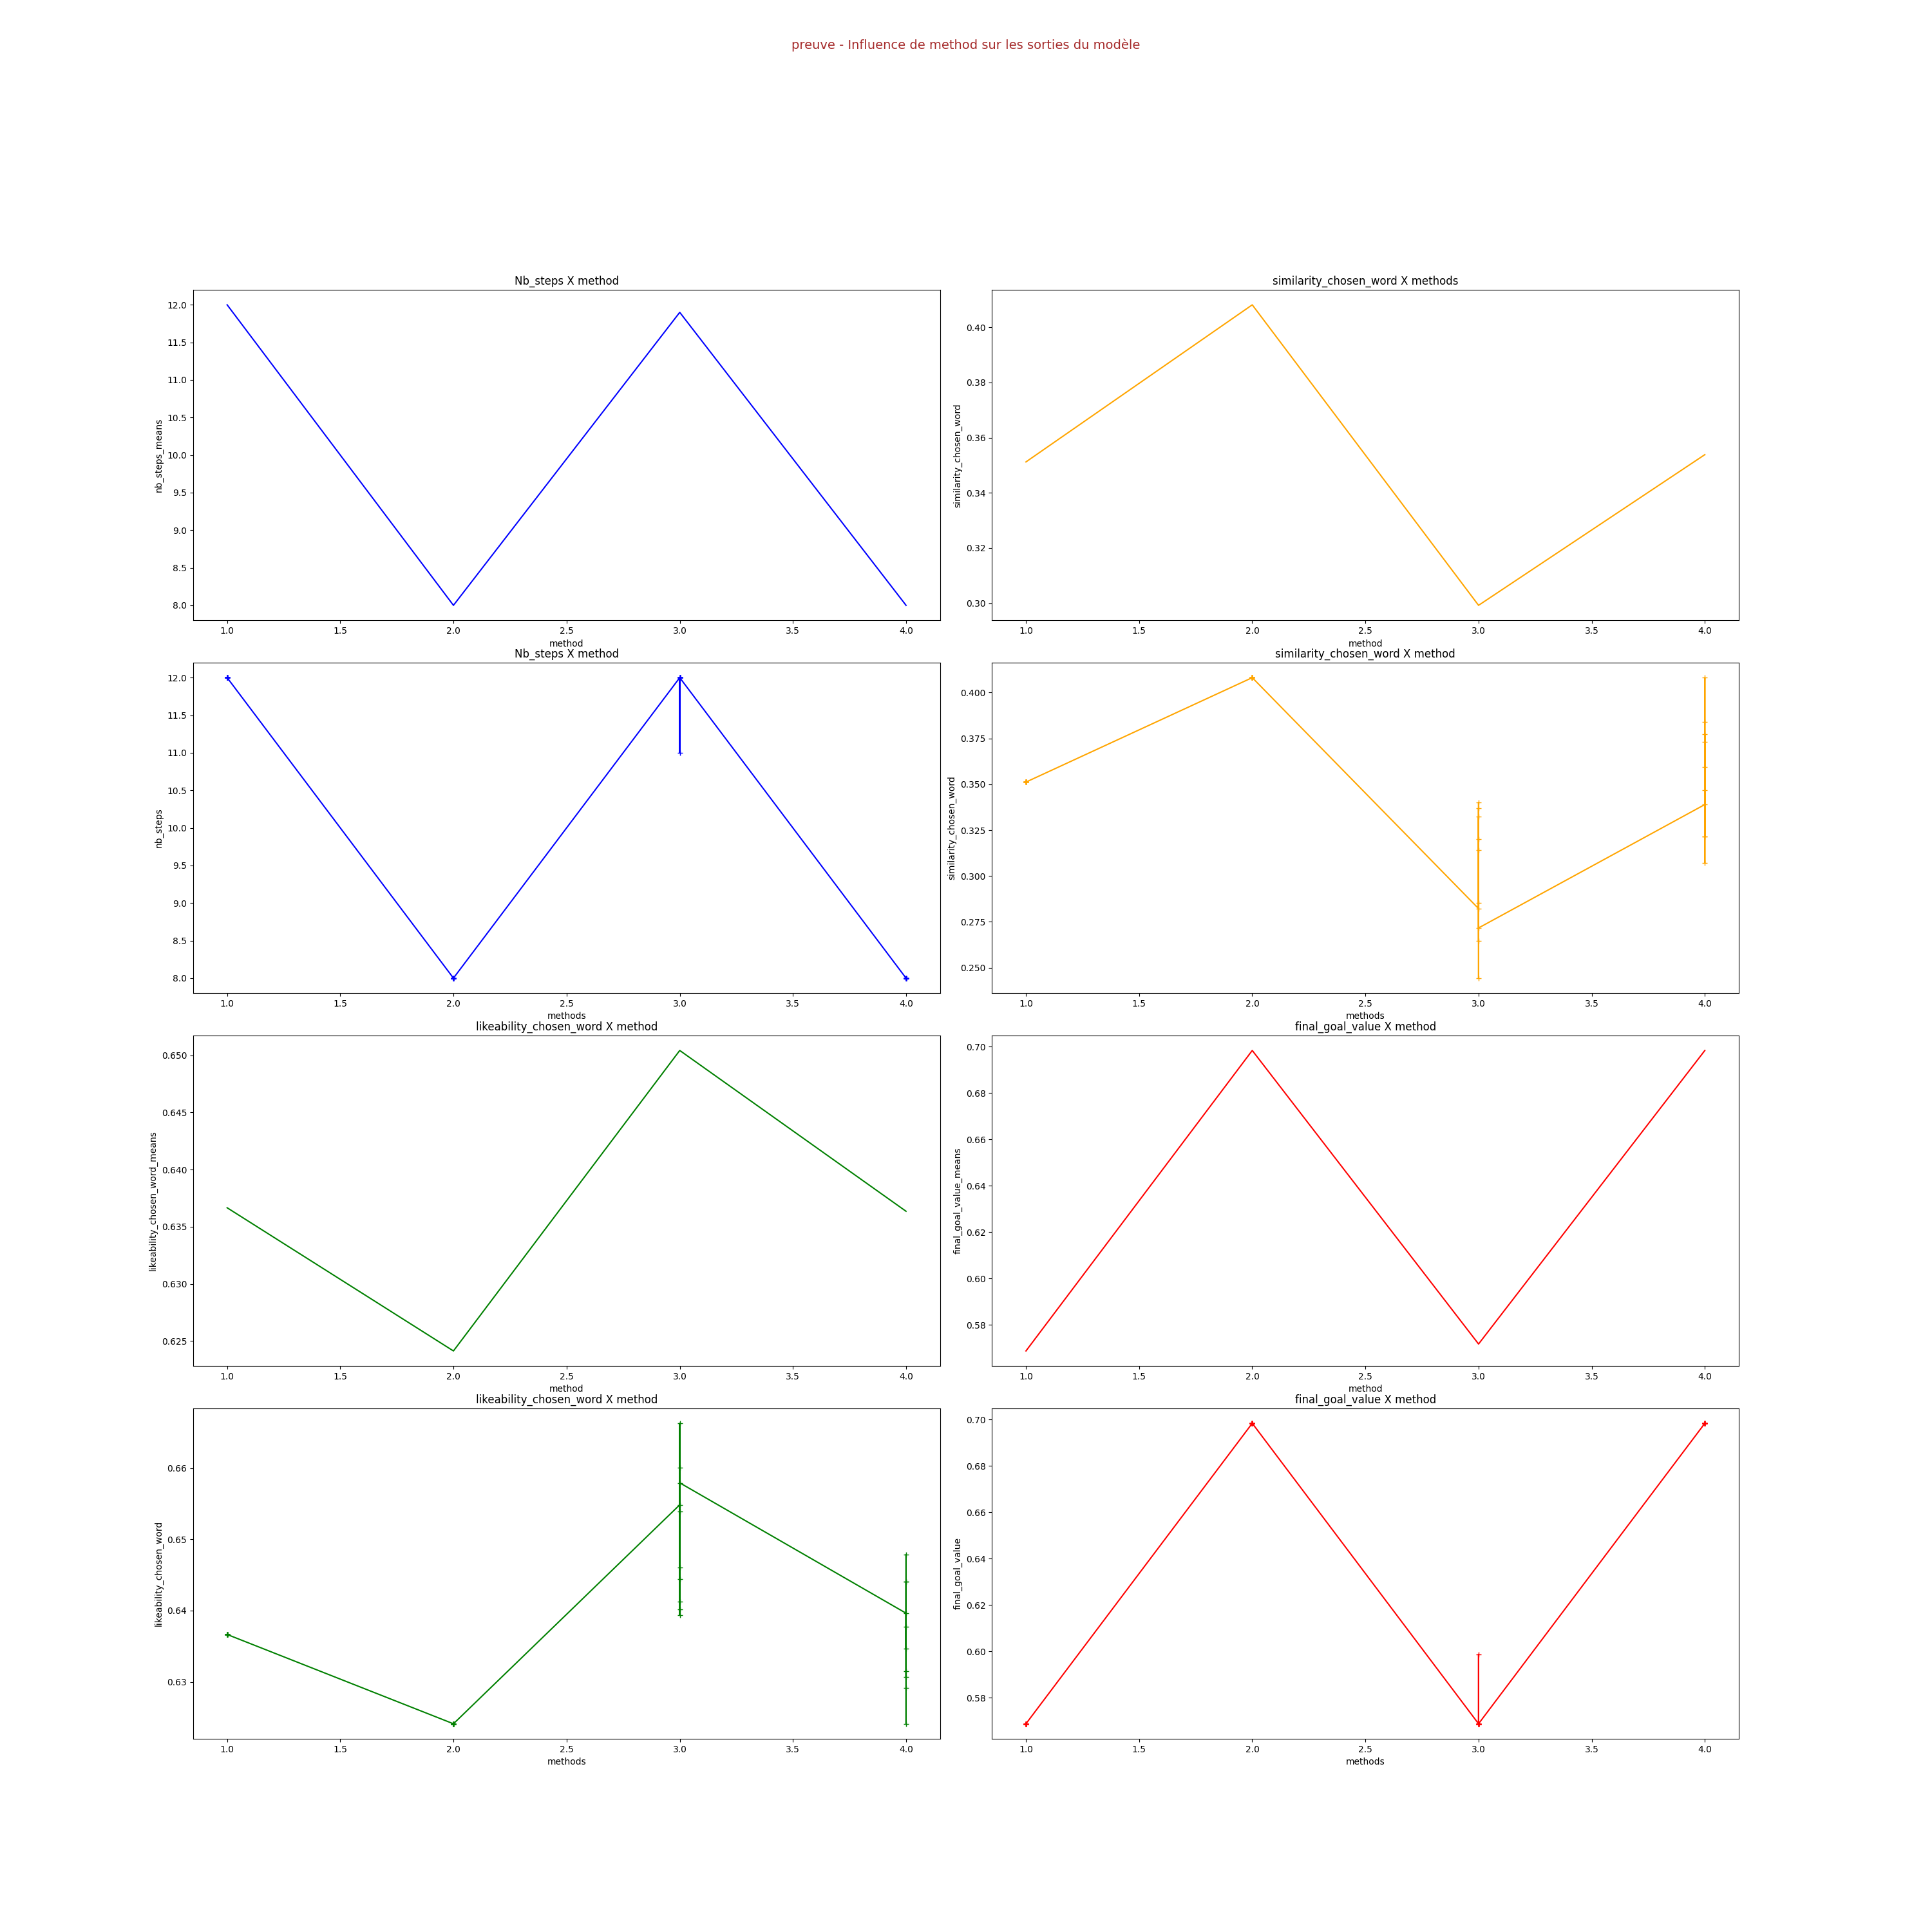 preuve - Influence de method sur les sorties du modèle
Nb_steps X method
nb_steps_means
12.0
11.5
11.0
10.5
10.0
9.5
9.0
8.5
8.0
1.0 1.5 2.0 2.5 3.0 3.5 4.0
method
similarity_chosen_word X methods
similarity_chosen_word
0.40
0.38
0.36
0.34
0.32
0.30
1.0 1.5 2.0 2.5 3.0 3.5 4.0
method
Nb_steps X method
nb_steps
12.0
11.5
11.0
10.5
10.0
9.5
9.0
8.5
8.0
1.0 1.5 2.0 2.5 3.0 3.5 4.0
methods
similarity_chosen_word X method
similarity_chosen_word
0.400
0.375
0.350
0.325
0.300
0.275
0.250
1.0 1.5 2.0 2.5 3.0 3.5 4.0
methods
likeability_chosen_word X method
likeability_chosen_word_means
0.650
0.645
0.640
0.635
0.630
0.625
1.0 1.5 2.0 2.5 3.0 3.5 4.0
method
final_goal_value X method
final_goal_value_means
0.70
0.68
0.66
0.64
0.62
0.60
0.58
1.0 1.5 2.0 2.5 3.0 3.5 4.0
method
likeability_chosen_word X method
likeability_chosen_word
0.66
0.65
0.64
0.63
1.0 1.5 2.0 2.5 3.0 3.5 4.0
methods
final_goal_value X method
final_goal_value
0.70
0.68
0.66
0.64
0.62
0.60
0.58
1.0 1.5 2.0 2.5 3.0 3.5 4.0
methods